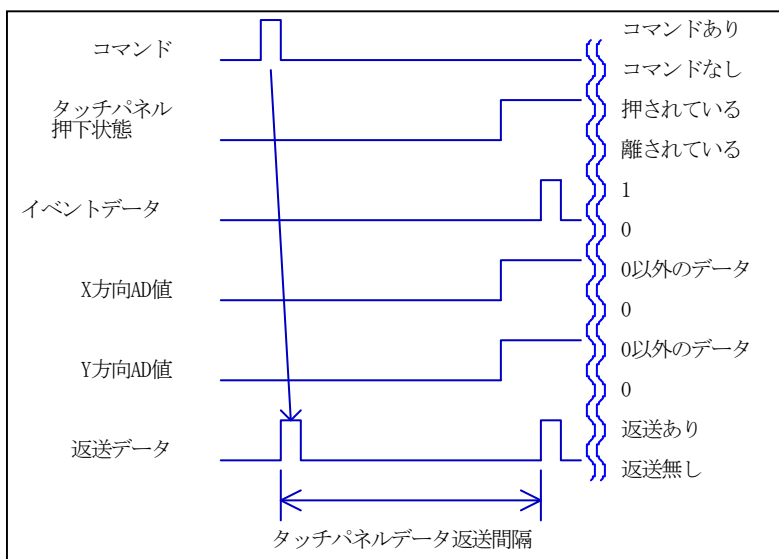 コマンド
コマンドあり
コマンドなし
タッチパネル
押下状態
押されている
離されている
イベントデータ
1
0
X方向AD値
0以外のデータ
0
Y方向AD値
0以外のデータ
0
返送データ
返送あり
返送無し
タッチパネルデータ返送間隔